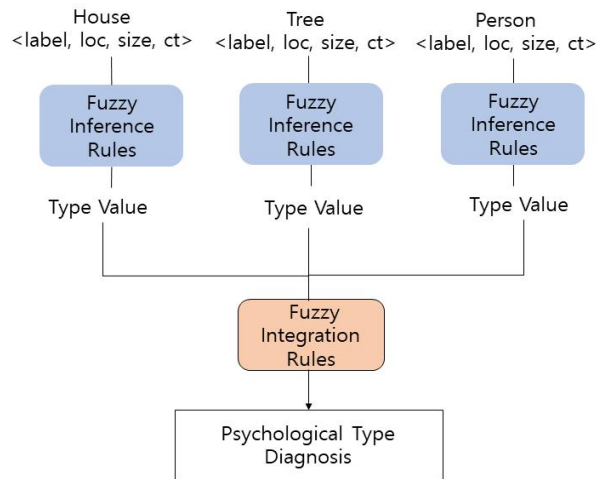 House
<label, loc, size, ct>
Tree
<label, loc, size, ct>
Person
<label, loc, size, ct>
Fuzzy
Inference
Rules
Fuzzy
Inference
Rules
Fuzzy
Inference
Rules
Type Value
Type Value
Type Value
Fuzzy
Integration
Rules
Psychological Type
Diagnosis